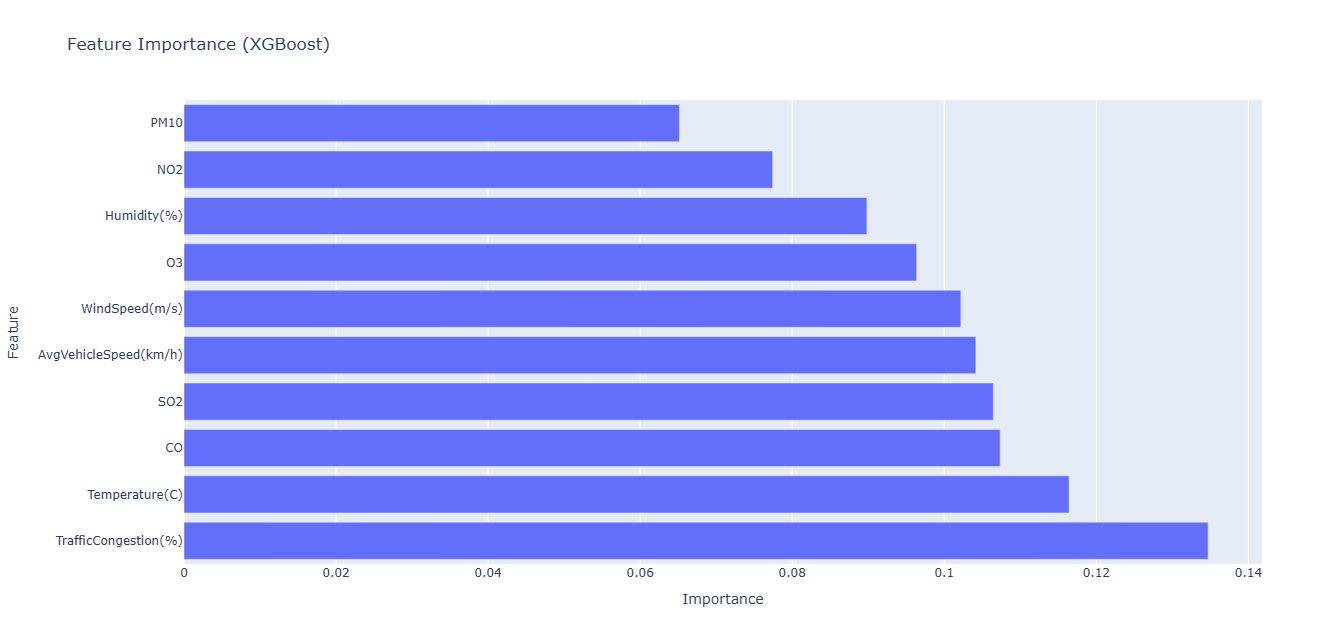 Feature Importance (XGBoost)
PM10
NO2
Humidity(%)
O3
WindSpeed(m/s)
AvgVehicleSpeed(km/h)
SO2
CO
Temperature(C)
TrafficCongestion(%)
Feature
0 0.02 0.04 0.06 0.08 0.1 0.12 0.14
Importance